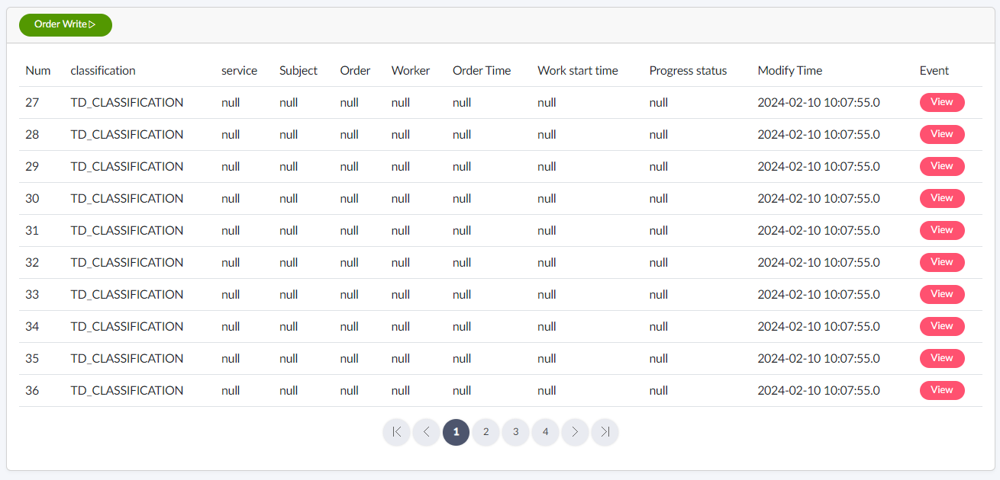 Order Write▷
Num classification service Subject Order Worker Order Time Work start time Progress status Modify Time Event
27 TD_CLASSIFICATION null null null null null null null 2024-02-10 10:07:55.0 View
28 TD_CLASSIFICATION null null null null null null null 2024-02-10 10:07:55.0 View
29 TD_CLASSIFICATION null null null null null null null 2024-02-10 10:07:55.0 View
30 TD_CLASSIFICATION null null null null null null null 2024-02-10 10:07:55.0 View
31 TD_CLASSIFICATION null null null null null null null 2024-02-10 10:07:55.0 View
32 TD_CLASSIFICATION null null null null null null null 2024-02-10 10:07:55.0 View
33 TD_CLASSIFICATION null null null null null null null 2024-02-10 10:07:55.0 View
34 TD_CLASSIFICATION null null null null null null null 2024-02-10 10:07:55.0 View
35 TD_CLASSIFICATION null null null null null null null 2024-02-10 10:07:55.0 View
36 TD_CLASSIFICATION null null null null null null null 2024-02-10 10:07:55.0 View
1 2 3 4